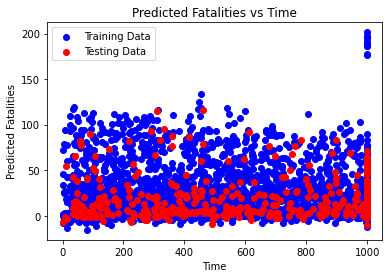 Predicted Fatalities vs Time
Training Data
Testing Data
Predicted Fatalities
200
150
100
50
0
0 200 400 600 800 1000
Time